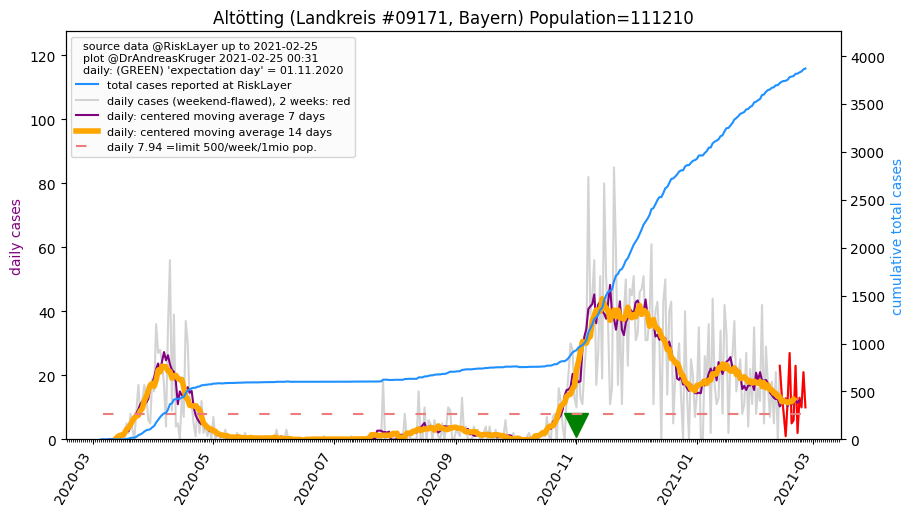 Altötting (Landkreis #09171, Bayern) Population=111210
source data @RiskLayer up to 2021-02-25
plot @DrAndreasKruger 2021-02-25 00:31
daily: (GREEN) 'expectation day' = 01.11.2020
total cases reported at RiskLayer
daily cases (weekend-flawed), 2 weeks: red
daily: centered moving average 7 days
daily: centered moving average 14 days
daily 7.94 =limit 500/week/1mio pop.
daily cases
120
100
80
60
40
20
0
4000
3500
3000
2500
2000
1500
1000
500
0
cumulative total cases
2020-03
2020-05
2020-07
2020-09
2020-11
2021-01
2021-03